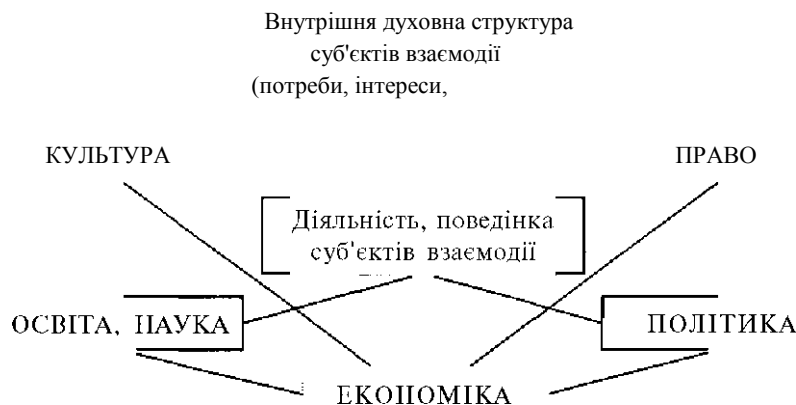 Внутрішня духовна структура
суб'єктів взаємодії
(потреби, інтереси,
КУЛЬТУРА
ПРАВО
Діяльність, поведінка
суб'єктів взаємодії
ОСВІТА, НАУКА
ПОЛІТИКА
ЕКОНОМІКА